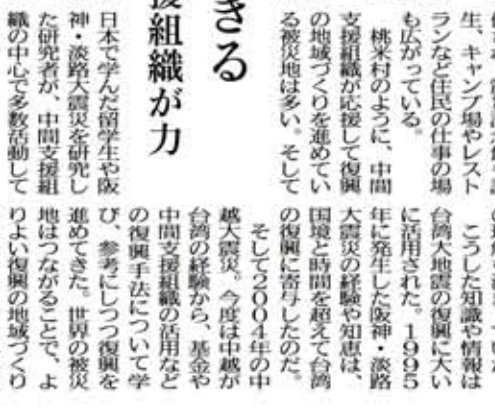 きる
援組織が力
生、キャンプ場やレスト
ランなど住民の仕事の場
も広がっている。
桃米村のように、中間
支援組織が応援して復興
の地域づくりを進めてい
る被災地は多い。そして
日本で学んだ留学生や阪
神・淡路大震災を研究し
た研究者が、中間支援組
織の中心で多数活動して
こうした知識や情報は
台湾大地震の復興に大い
に活用された。1995
年に発生した阪神・淡路
大震災の経験や知恵は、
国境と時間を超えて台湾
の復興に寄与したのだ。
そして2004年の中
越大震災。今度は中越が
台湾の経験から、基金や
中間支援組織の活用など
の復興手法について学
び、参考にしつつ復興を
進めてきた。世界の被災
地はつながることで、よ
りよい復興の地域づくり